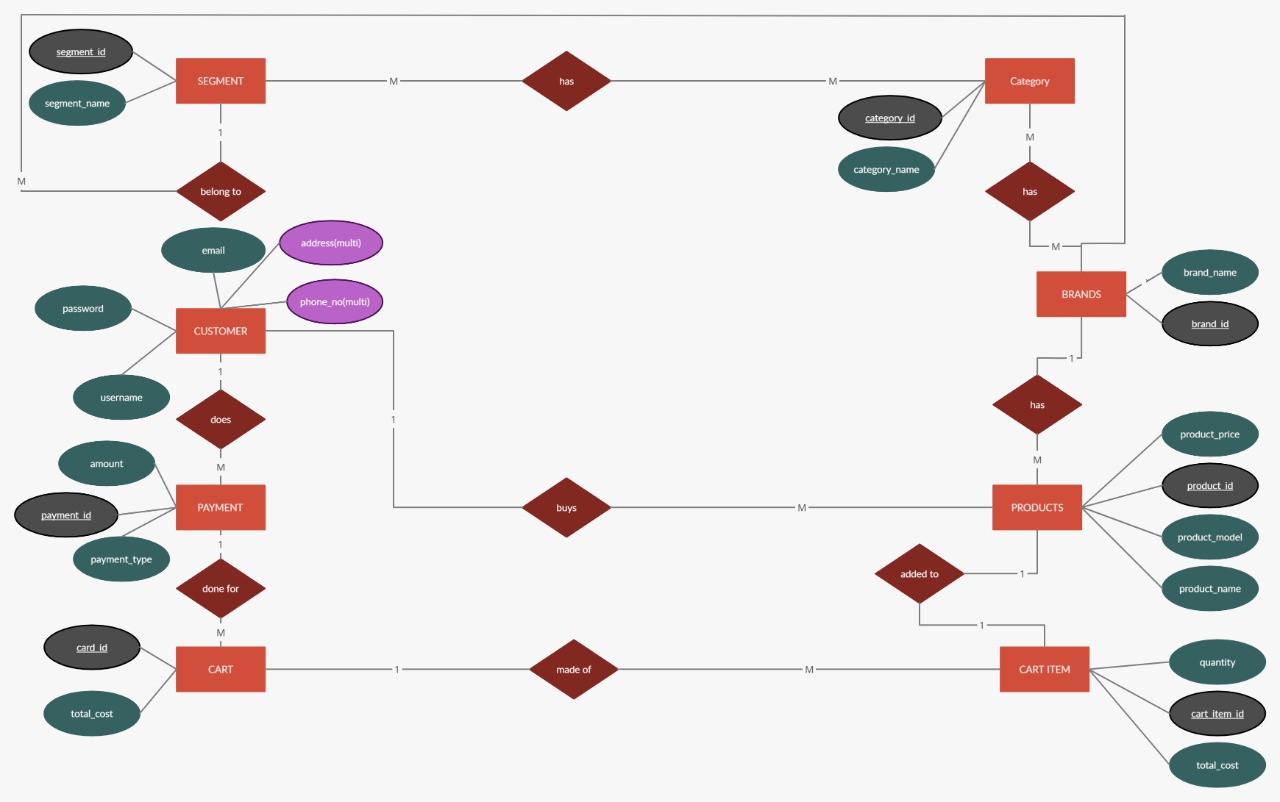 segment_id
SEGMENT
M
has
M
Category
segment_name
category_id
1
M
category_name
M
belong to
has
email
address(multi)
M
brand_name
password
phone_no(multi)
BRANDS
brand_id
CUSTOMER
1
1
username
does
1
has
amount
M
M
product_price
payment_id
PAYMENT
buys
M
PRODUCTS
product_id
payment_type
1
product_model
done for
added to
1
product_name
M
1
card_id
CART
1
made of
M
CART ITEM
quantity
total_cost
cart_item_id
total_cost